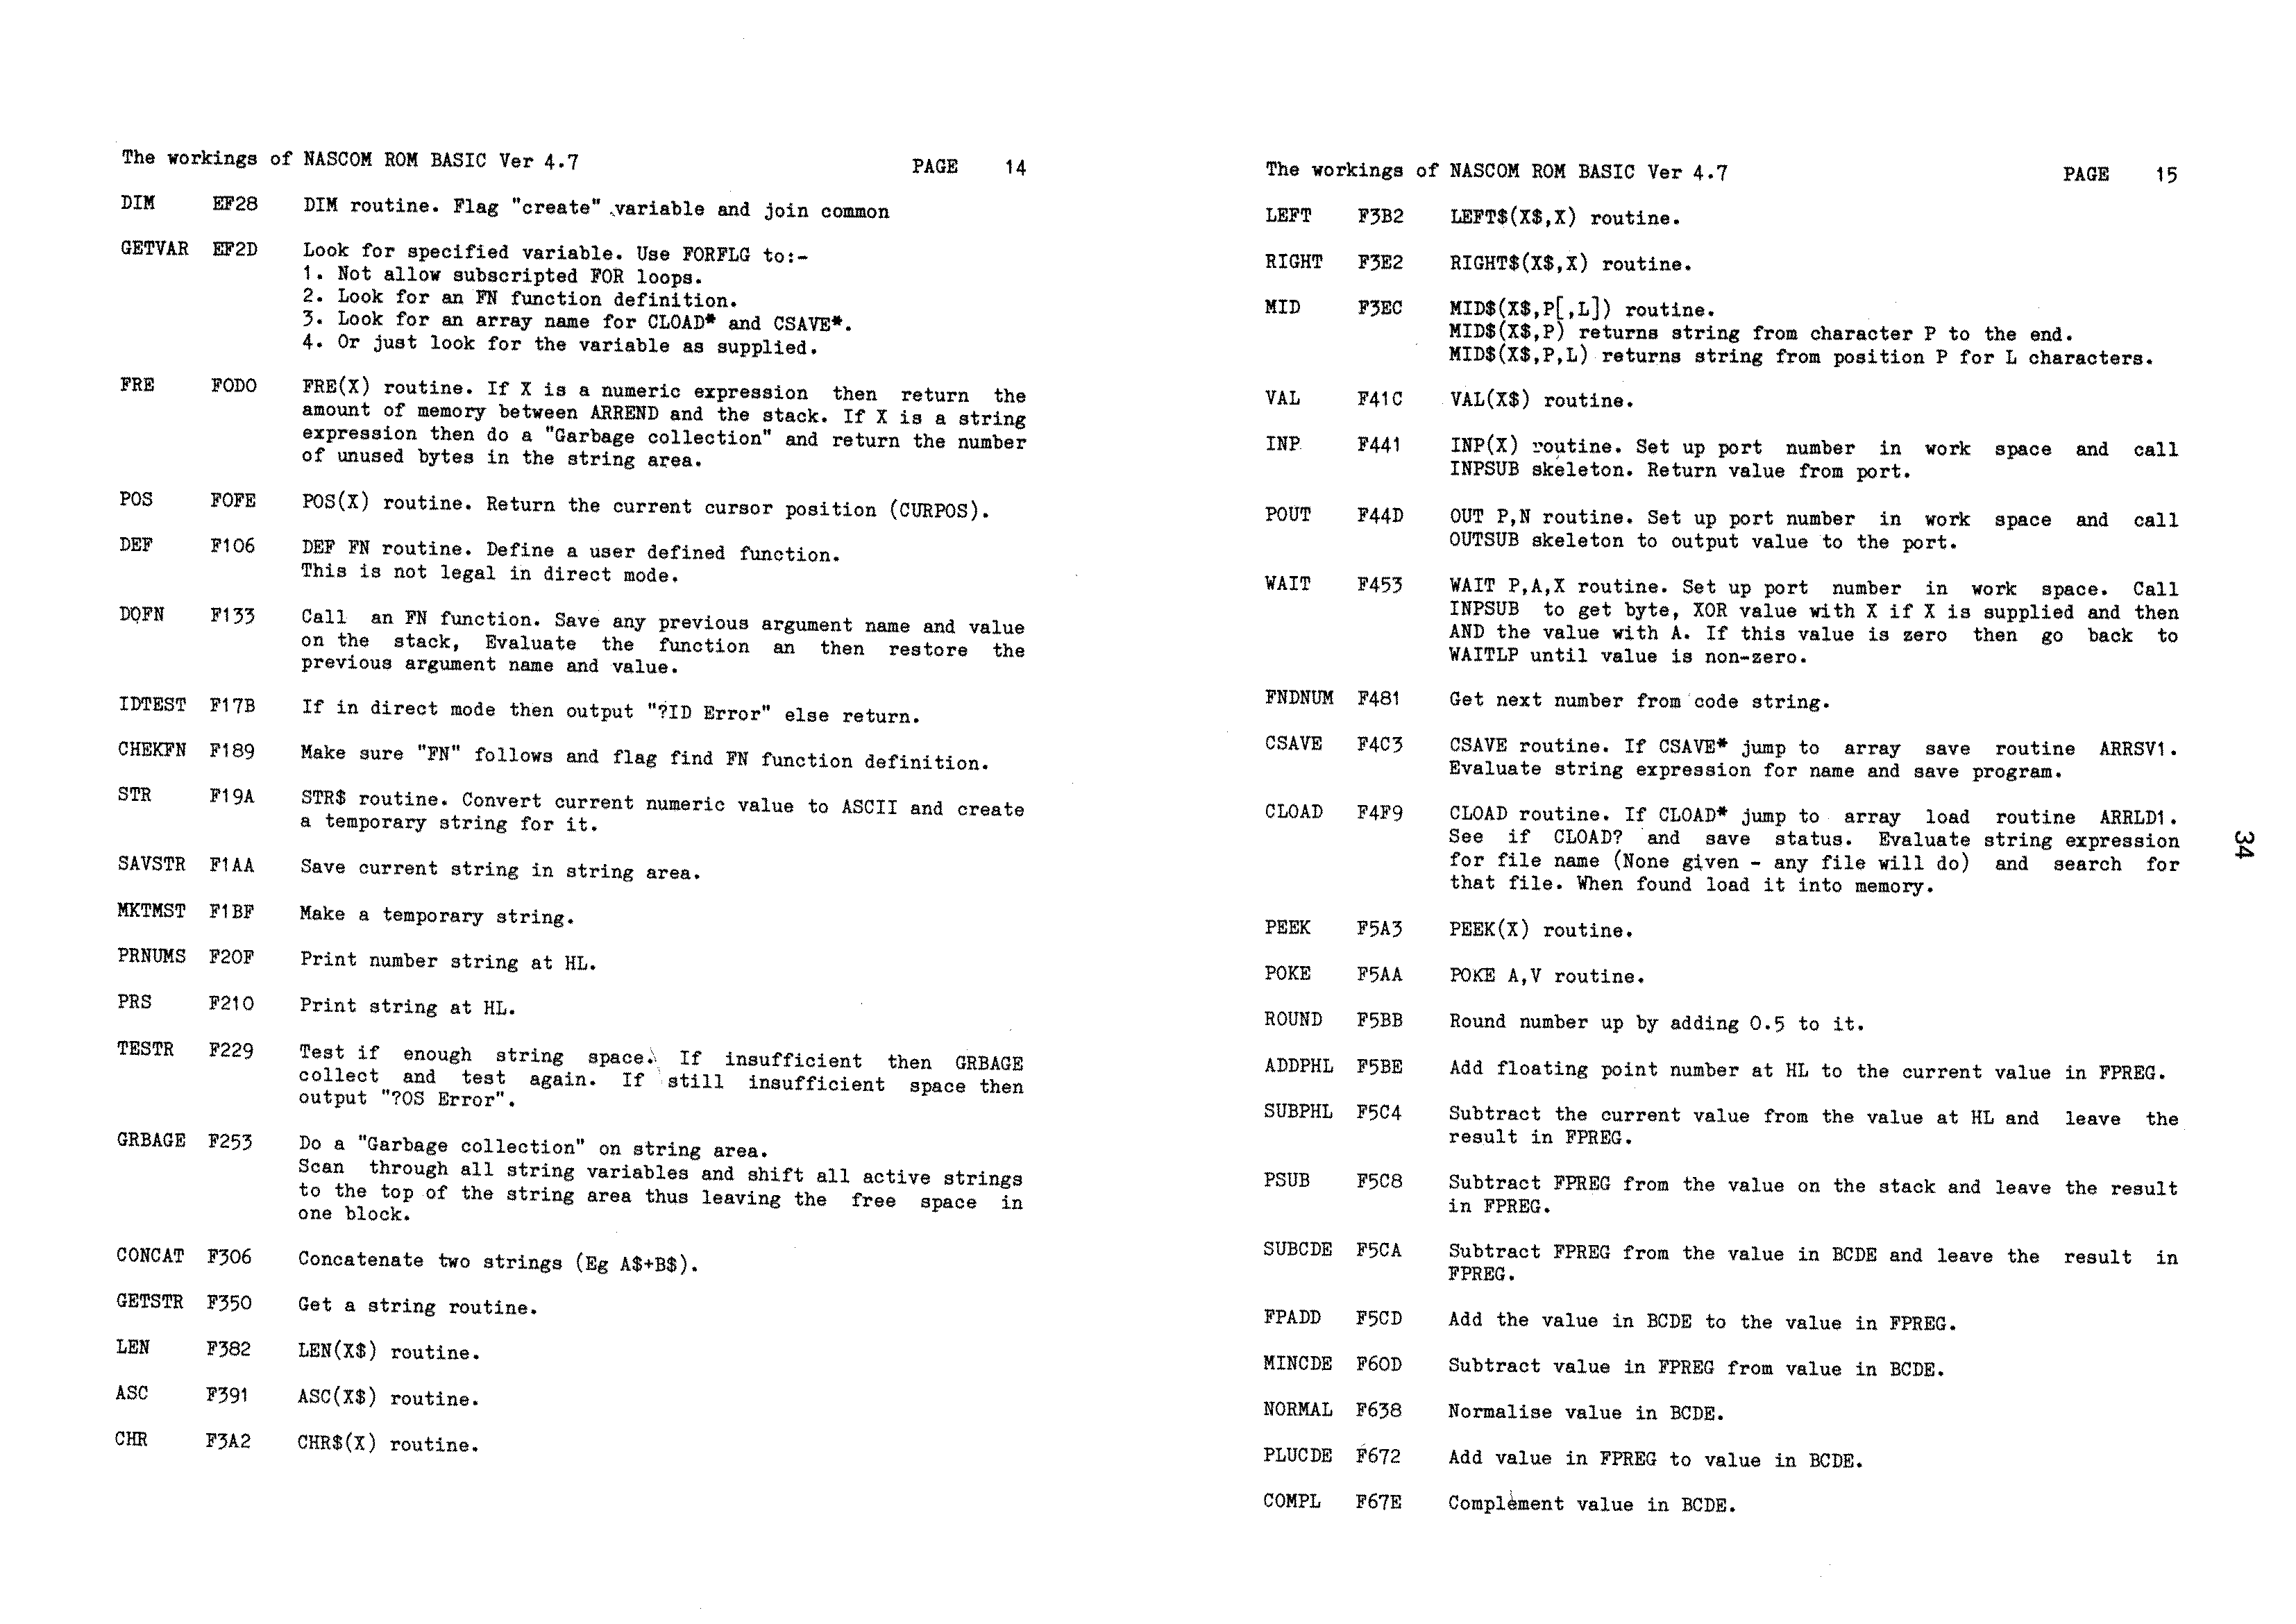 The workings of NASCOM ROM BASIC Ver 4.7 PAGE 14
DIM EF28 DIM routine. Flag "create" variable and join common
GETVAR EF2D Look for specified variable. Use FORFLG to:-
1. Not allow subscripted FOR loops.
2. Look for an FN function definition.
3. Look for an array name for CLOAD* and CSAVE*.
4. Or just look for the variable as supplied.
FRE F0D0 FRE(X) routine. If X is a numeric expression then return the
amount of memory between ARREND and the stack. If X is a string
expression then do a "Garbage collection" and return the number
of unused bytes in the string area.
POS F0FE POS(X) routine. Return the current cursor position (CURPOS).
DEF F106 DEF FN routine. Define a user defined function.
This is not legal in direct mode.
DOFN F133 Call an FN function. Save any previous argument name and value
on the stack, Evaluate the function an then restore the
previous argument name and value.
IDTEST F17B If in direct mode then output "?ID Error" else return.
CHEKFN F189 Make sure "FN" follows and flag find FN function definition.
STR F19A STR$ routine. Convert current numeric value to ASCII and create
a temporary string for it.
SAVSTR F1AA Save current string in string area.
MKTMST F1BF Make a temporary string.
PRNUMS F20F Print number string at HL.
PRS F210 Print string at HL.
TESTR F229 Test if enough string space. If insufficient then GRBAGE
collect and test again. If still insufficient space then
output "?OS Error".
GRBAGE F253 Do a "Garbage collection" on string area.
Scan through all string variables and shift all active strings
to the top of the string area thus leaving the free space in
one block.
CONCAT F306 Concatenate two strings (Eg A$+B$).
GETSTR F350 Get a string routine.
LEN F382 LEN(X$) routine.
ASC F391 ASC(X$) routine.
CHR F3A2 CHR$(X) routine.
The workings of NASCOM ROM BASIC Ver 4.7 PAGE 15
LEFT F3B2 LEFT$(X$,X) routine.
RIGHT F3E2 RIGHT$(X$,X) routine.
MID F3EC MID$(X$,P[,L]) routine.
MID$(X$,P) returns string from character P to the end.
MID$(X$,P,L) returns string from position P for L characters.
VAL F41C VAL(X$) routine.
INP F441 INP(X) routine. Set up port number in work space and call
INPSUB skeleton. Return value from port.
POUT F44D OUT P,N routine. Set up port number in work space and call
OUTSUB skeleton to output value to the port.
WAIT F453 WAIT P,A,X routine. Set up port number in work space. Call
INPSUB to get byte, XOR value with X if X is supplied and then
AND the value with A. If this value is zero then go back to
WAITLP until value is non-zero.
FNDNUM F481 Get next number from code string.
CSAVE F4C3 CSAVE routine. If CSAVE* jump to array save routine ARRSV1.
Evaluate string expression for name and save program.
CLOAD F4F9 CLOAD routine. If CLOAD* jump to array load routine ARRLD1.
See if CLOAD? and save status. Evaluate string expression
for file name (None given - any file will do) and search for
that file. When found load it into memory.
PEEK F5A3 PEEK(X) routine.
POKE F5AA POKE A,V routine.
ROUND F5BB Round number up by adding 0.5 to it.
ADDPHL F5BE Add floating point number at HL to the current value in FPREG.
SUBPHL F5C4 Subtract the current value from the value at HL and leave the
result in FPREG.
PSUB F5C8 Subtract FPREG from the value on the stack and leave the result
in FPREG.
SUBCDE F5CA Subtract FPREG from the value in BCDE and leave the result in
FPREG.
FPADD F5CD Add the value in BCDE to the value in FPREG.
MINCDE F60D Subtract value in FPREG from value in BCDE.
NORMAL F638 Normalise value in BCDE.
PLUCDE F672 Add value in FPREG to value in BCDE.
COMPL F67E Complement value in BCDE.
34